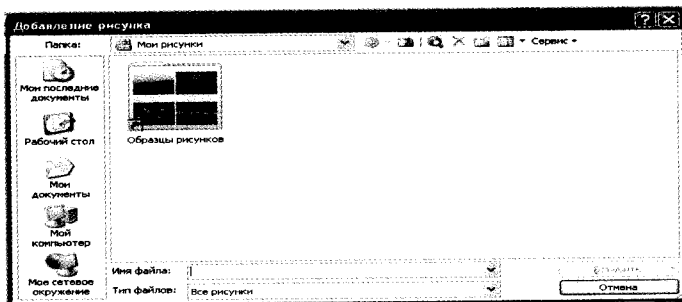 Добавление рисунка
Папка:
Мои рисунки
Сервис
Мои последние
документы
Рабочий стол
Мои
документы
Мой
компьютер
Мое сетевое
окружение
Образцы рисунков
Имя файла:
Тип файлов:
Все рисунки
Отмена